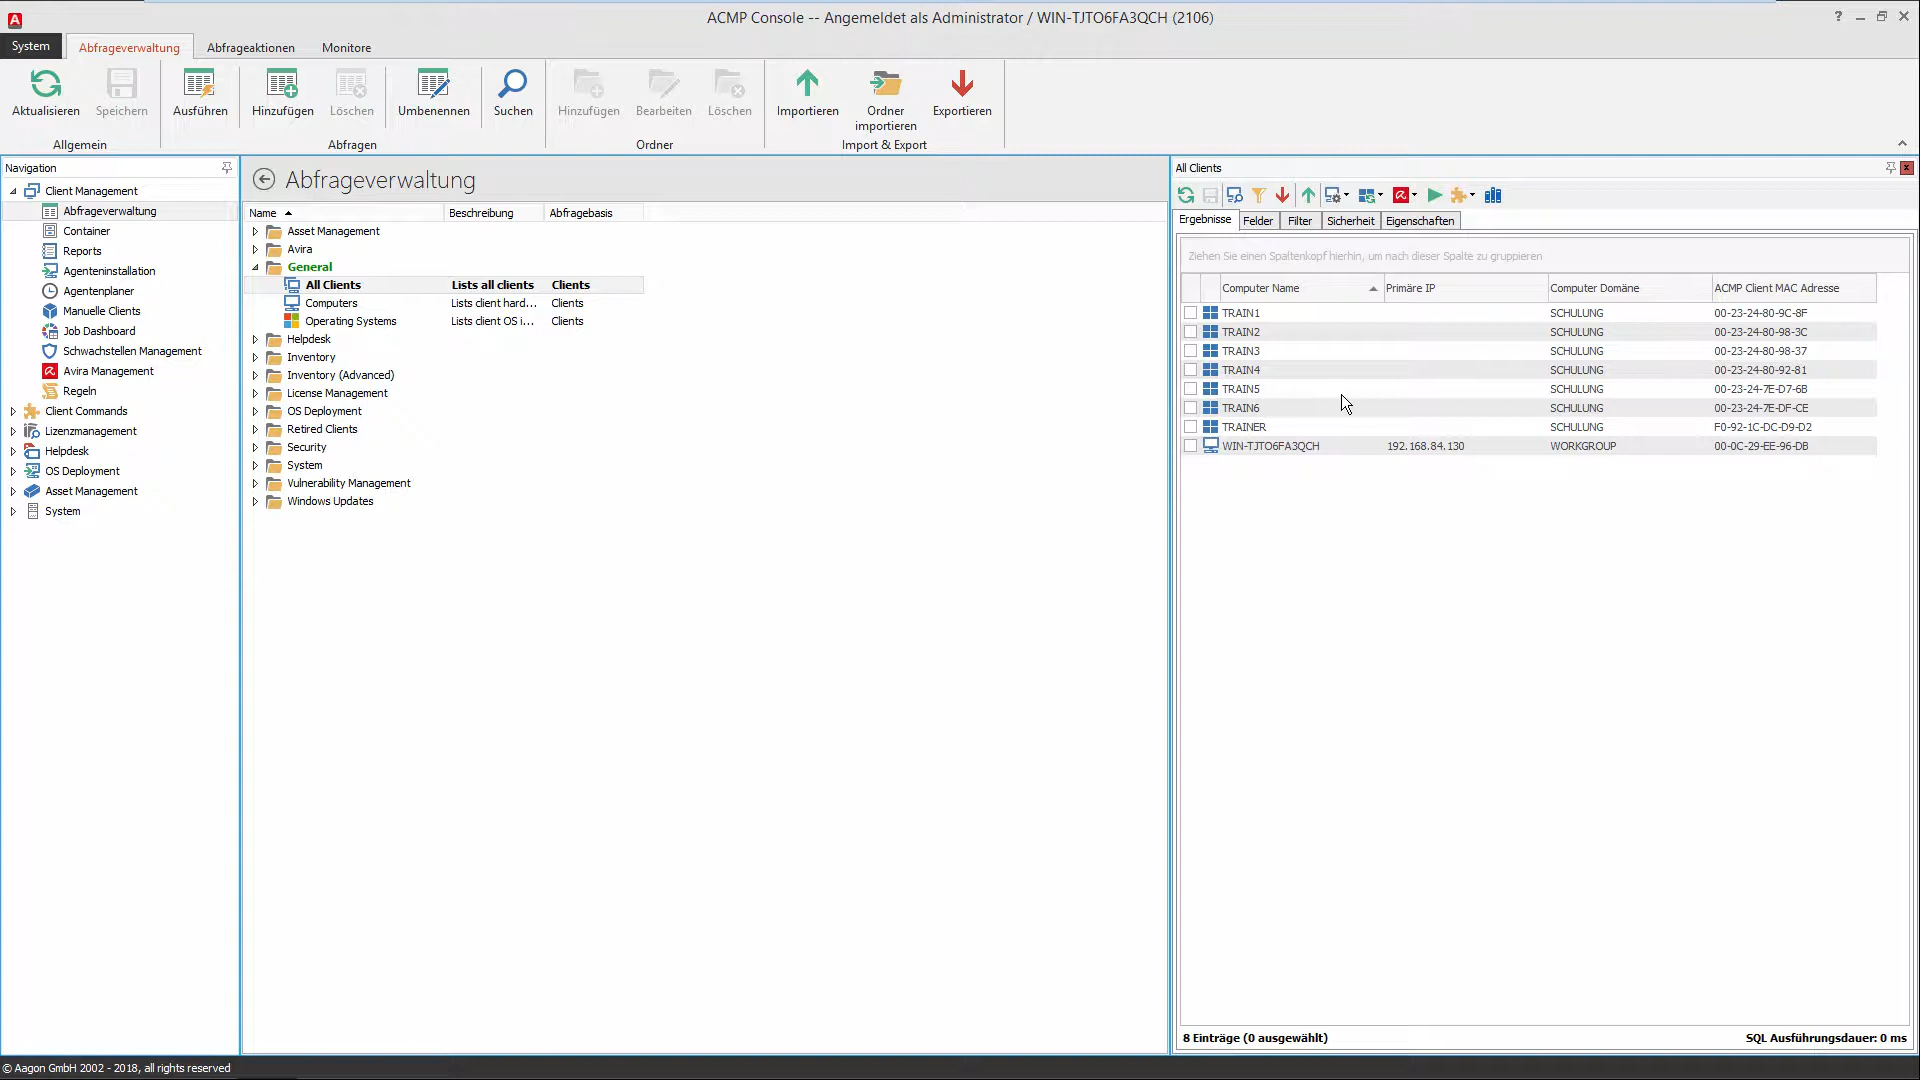 ACMP Console -- Angemeldet als Administrator / WIN-TJTO6FA3QCH (2106)
?
System
Abfrageverwaltung
Abfrageaktionen
Monitore
Aktualisieren
Speichern
Ausführen
Hinzufügen
Löschen
Umbenennen
Suchen
Hinzufügen
Bearbeiten
Löschen
Importieren
Ordner
importieren
Exportieren
Allgemein
Abfragen
Ordner
Import & Export
Navigation
Client Management
Abfrageverwaltung
Container
Reports
Agenteninstallation
Agentenplaner
Manuelle Clients
Job Dashboard
Schwachstellen Management
Avira Management
Regeln
Client Commands
Lizenzmanagement
Helpdesk
OS Deployment
Asset Management
System
Abfrageverwaltung
Name Beschreibung Abfragebasis
Asset Management
Avira
General
All Clients Lists all clients Clients
Computers Lists client hard... Clients
Operating Systems Lists client OS i... Clients
Helpdesk
Inventory
Inventory (Advanced)
License Management
OS Deployment
Retired Clients
Security
System
Vulnerability Management
Windows Updates
All Clients
Ergebnisse Felder Filter Sicherheit Eigenschaften
Ziehen Sie einen Spaltenkopf hierhin, um nach dieser Spalte zu gruppieren
Computer Name Primäre IP Computer Domäne ACMP Client MAC Adresse
TRAIN1 SCHULUNG 00-23-24-80-9C-8F
TRAIN2 SCHULUNG 00-23-24-80-98-3C
TRAIN3 SCHULUNG 00-23-24-80-98-37
TRAIN4 SCHULUNG 00-23-24-80-92-81
TRAIN5 SCHULUNG 00-23-24-7E-D7-6B
TRAIN6 SCHULUNG 00-23-24-7E-DF-CE
TRAINER SCHULUNG F0-92-1C-DC-D9-D2
WIN-TJTO6FA3QCH 192.168.84.130 WORKGROUP 00-0C-29-EE-96-DB
8 Einträge (0 ausgewählt)
SQL Ausführungsdauer: 0 ms
© Aagon GmbH 2002 - 2018, all rights reserved